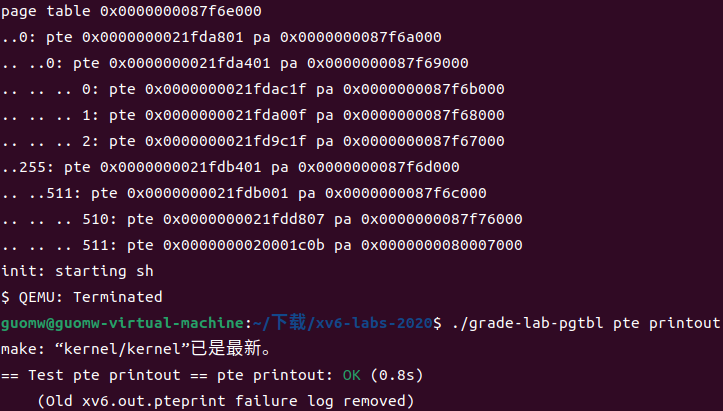 page table 0x0000000087f6e000
..0: pte 0x0000000021fda801 pa 0x0000000087f6a000
.. ..0: pte 0x0000000021fda401 pa 0x0000000087f69000
.. .. .. 0: pte 0x0000000021fdac1f pa 0x0000000087f6b000
.. .. .. 1: pte 0x0000000021fda00f pa 0x0000000087f68000
.. .. .. 2: pte 0x0000000021fd9c1f pa 0x0000000087f67000
..255: pte 0x0000000021fdb401 pa 0x0000000087f6d000
.. ..511: pte 0x0000000021fdb001 pa 0x0000000087f6c000
.. .. .. 510: pte 0x0000000021fdd807 pa 0x0000000087f76000
.. .. .. 511: pte 0x0000000020001c0b pa 0x0000000080007000
init: starting sh
$ QEMU: Terminated
guomw@guomw-virtual-machine:~/下载/xv6-labs-2020$ ./grade-lab-pgtbl pte printout
make: “kernel/kernel”已是最新。
== Test pte printout == pte printout: OK (0.8s)
    (Old xv6.out.pteprint failure log removed)